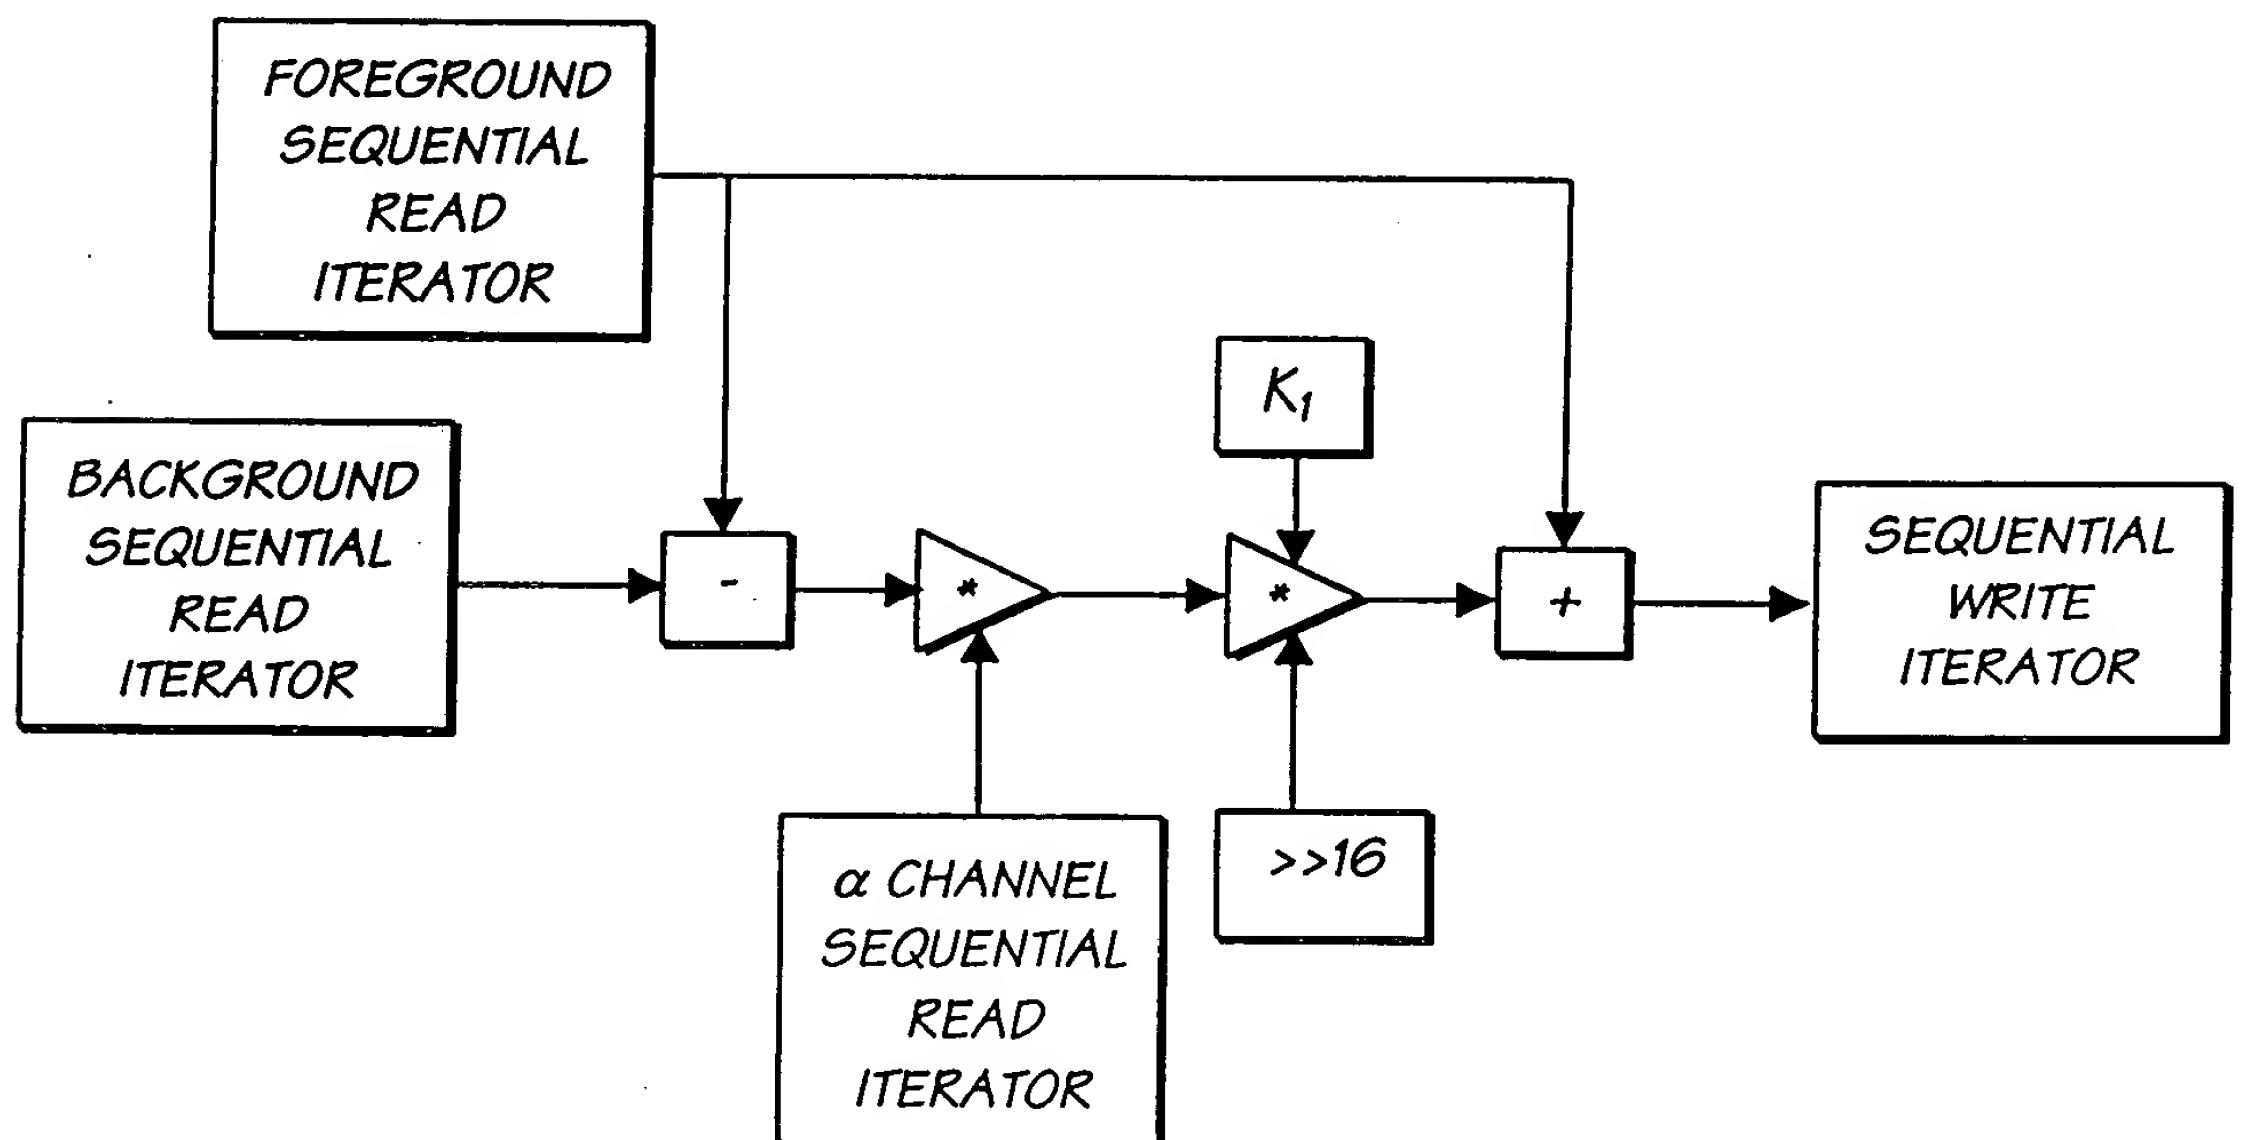 FOREGROUND
SEQUENTIAL
READ
ITERATOR
BACKGROUND
SEQUENTIAL
READ
ITERATOR
-
*
K1
*
+
SEQUENTIAL
WRITE
ITERATOR
α CHANNEL
SEQUENTIAL
READ
ITERATOR
>>16